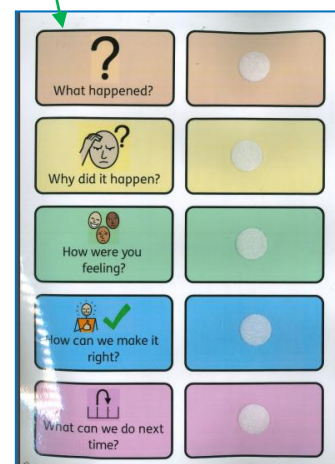 ?
What happened?
?
Why did it happen?
How were you
feeling?
How can we make it
right?
What can we do next
time?